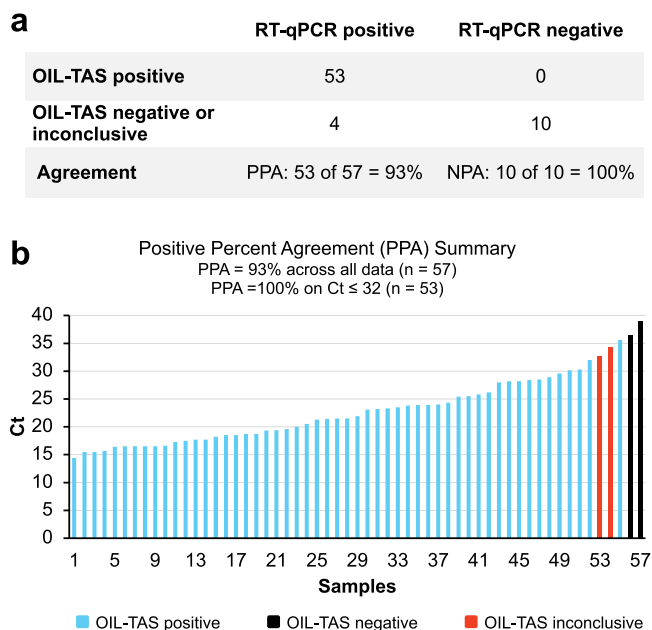 a
RT-qPCR positive RT-qPCR negative
OIL-TAS positive 53 0
OIL-TAS negative or
inconclusive 4 10
Agreement PPA: 53 of 57 = 93% NPA: 10 of 10 = 100%
b
Positive Percent Agreement (PPA) Summary
PPA = 93% across all data (n = 57)
PPA =100% on Ct ≤ 32 (n = 53)
40
35
30
25
20
15
10
5
0
Ct
1 5 9 13 17 21 25 29 33 37 41 45 49 53 57
Samples
OIL-TAS positive OIL-TAS negative OIL-TAS inconclusive